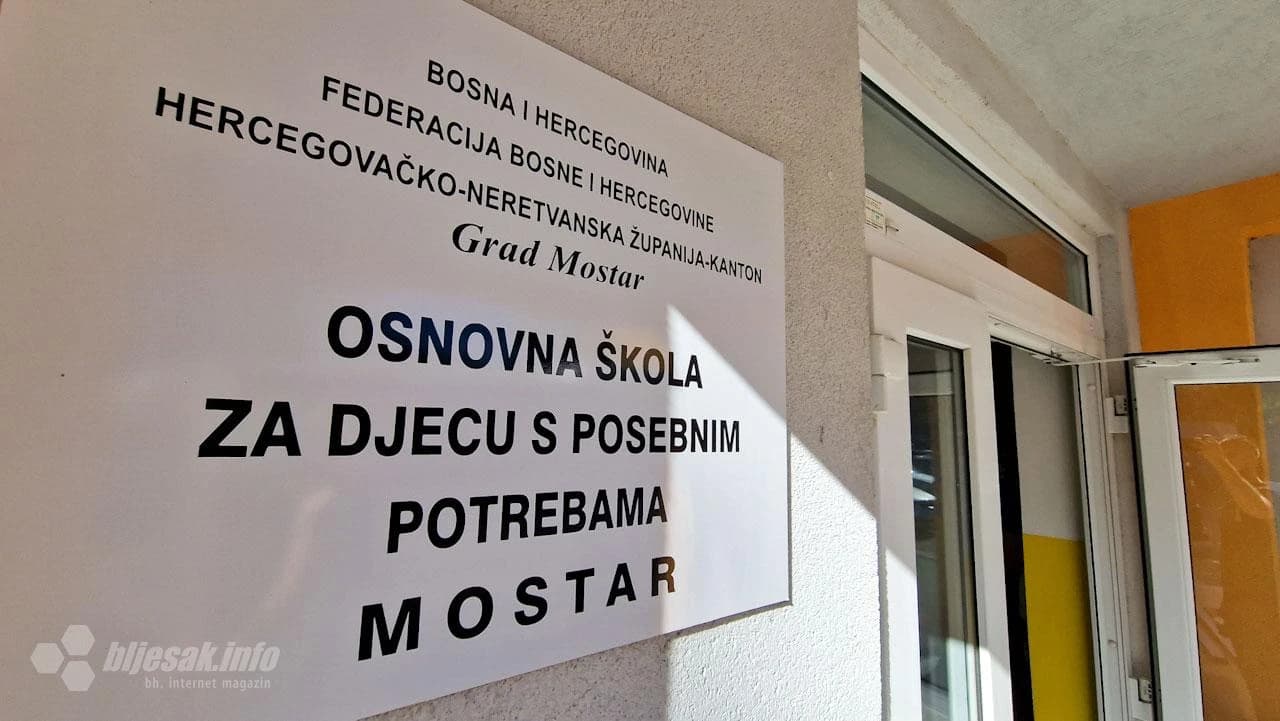 BOSNA I HERCEGOVINA
FEDERACIJA BOSNE I HERCEGOVINE
HERCEGOVAČKO-NERETVANSKA ŽUPANIJA-KANTON
Grad Mostar
OSNOVNA ŠKOLA
ZA DJECU S POSEBNIM
POTREBAMA
MOSTAR
bljesak.info
bh. internet magazin